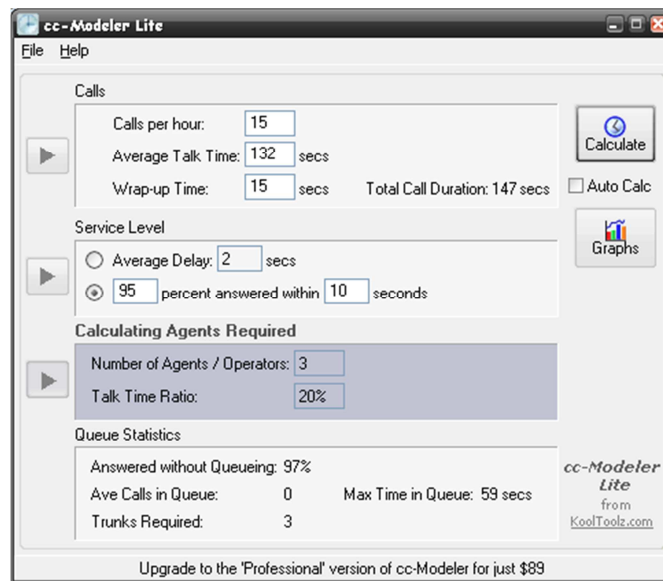 cc-Modeler Lite
File Help
Calls
Calls per hour: 15
Average Talk Time: 132 secs
Wrap-up Time: 15 secs Total Call Duration: 147 secs
Calculate
Auto Calc
Graphs
Service Level
Average Delay: 2 secs
95 percent answered within 10 seconds
Calculating Agents Required
Number of Agents / Operators: 3
Talk Time Ratio: 20%
Queue Statistics
Answered without Queueing: 97%
Ave Calls in Queue: 0 Max Time in Queue: 59 secs
Trunks Required: 3
cc-Modeler
Lite
from
KoolToolz.com
Upgrade to the 'Professional' version of cc-Modeler for just $89